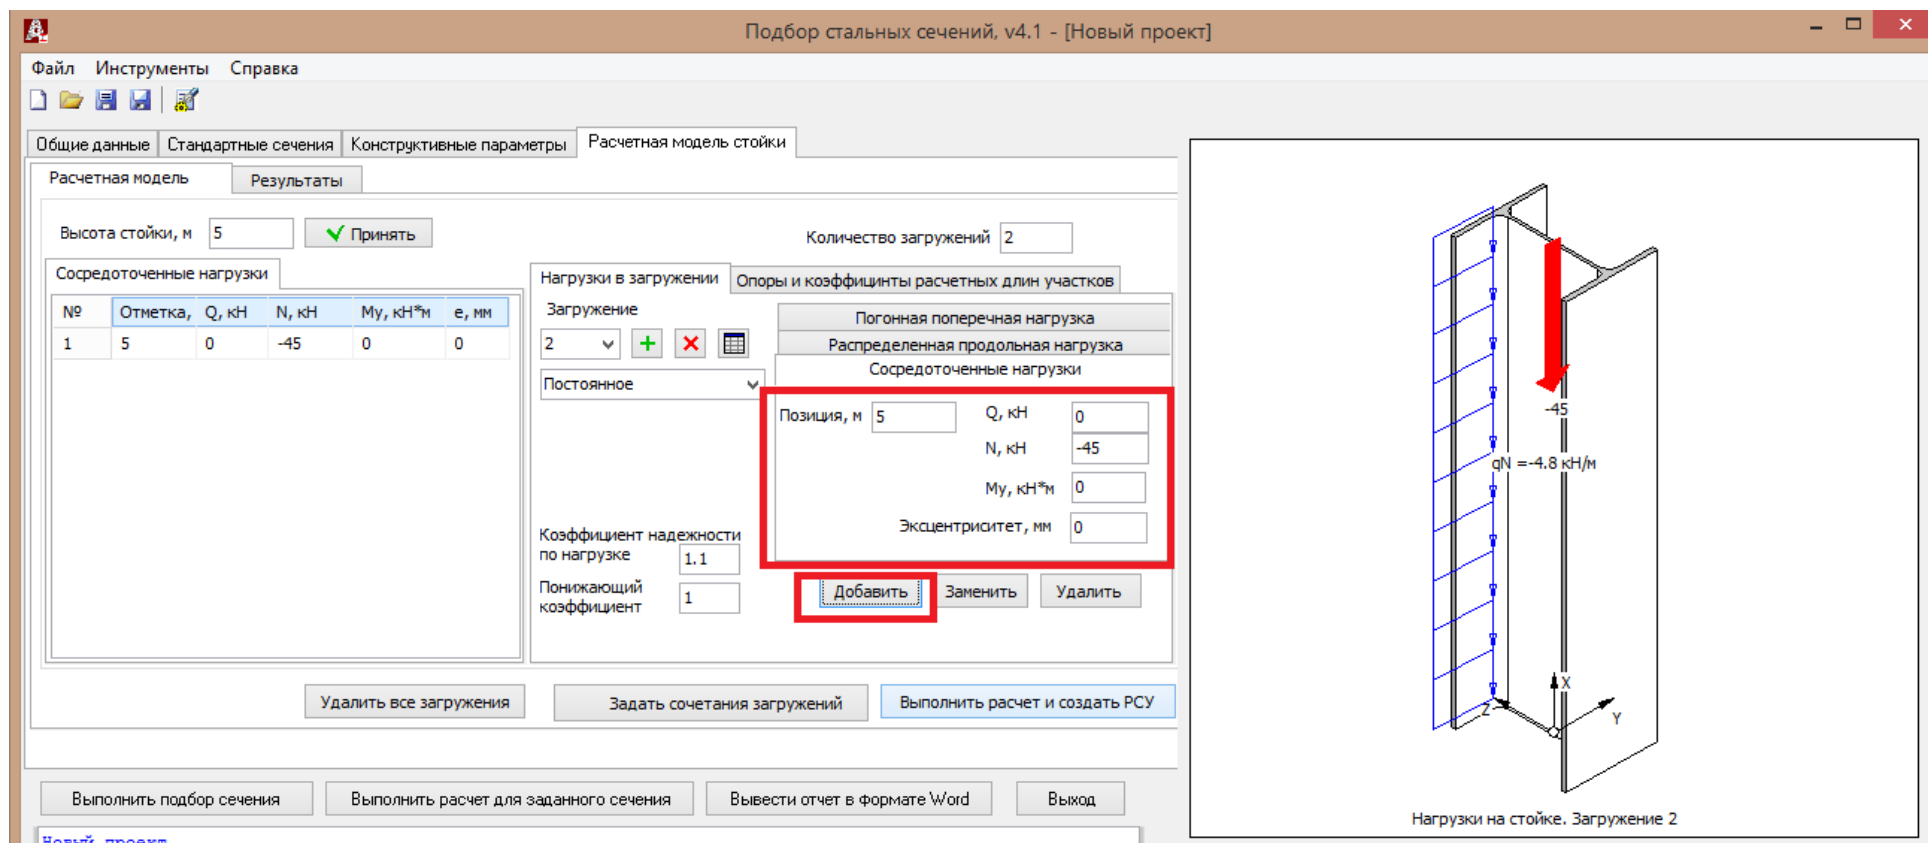 Подбор стальных сечений, v4.1 - [Новый проект]
Файл Инструменты Справка
Общие данные Стандартные сечения Конструктивные параметры Расчетная модель стойки
Расчетная модель Результаты
Высота стойки, м 5 Принять
Количество загружений 2
Сосредоточенные нагрузки
№ Отметка, Q, кН N, кН My, кН*м e, мм
1 5 0 -45 0 0
Нагрузки в загружении Опоры и коэффицинты расчетных длин участков
Загружение
2
Постоянное
Погонная поперечная нагрузка
Распределенная продольная нагрузка
Сосредоточенные нагрузки
Позиция, м 5 Q, кН 0
N, кН -45
My, кН*м 0
Эксцентриситет, мм 0
Коэффициент надежности
по нагрузке 1.1
Понижающий
коэффициент 1
Добавить Заменить Удалить
Удалить все загружения Задать сочетания загружений Выполнить расчет и создать РСУ
Выполнить подбор сечения Выполнить расчет для заданного сечения Вывести отчет в формате Word Выход
Новый проект
-45
qN =-4.8 кН/м
X
Z
Y
Нагрузки на стойке. Загружение 2